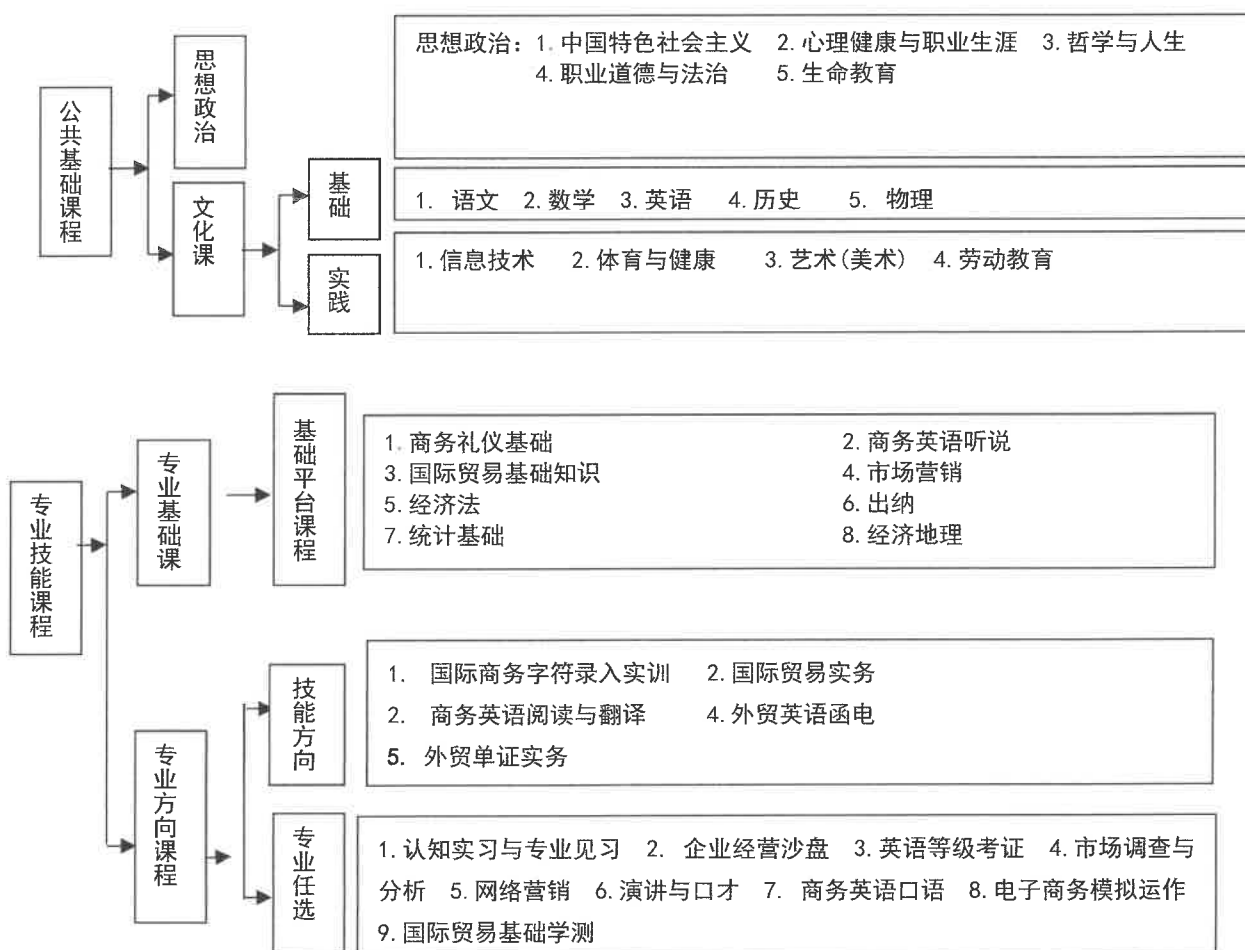 公共基础课程
思想政治
文化课
基础
实践
思想政治：1.中国特色社会主义 2.心理健康与职业生涯 3.哲学与人生
4.职业道德与法治 5.生命教育
1. 语文 2.数学 3.英语 4.历史 5. 物理
1.信息技术 2.体育与健康 3.艺术(美术) 4.劳动教育
专业技能课程
专业基础课
基础平台课程
1.商务礼仪基础 2.商务英语听说
3.国际贸易基础知识 4.市场营销
5.经济法 6.出纳
7.统计基础 8.经济地理
专业方向课程
技能方向
1. 国际商务字符录入实训 2.国际贸易实务
2. 商务英语阅读与翻译 4.外贸英语函电
5. 外贸单证实务
专业任选
1.认知实习与专业见习 2. 企业经营沙盘 3.英语等级考证 4.市场调查与
分析 5.网络营销 6.演讲与口才 7. 商务英语口语 8.电子商务模拟运作
9.国际贸易基础学测